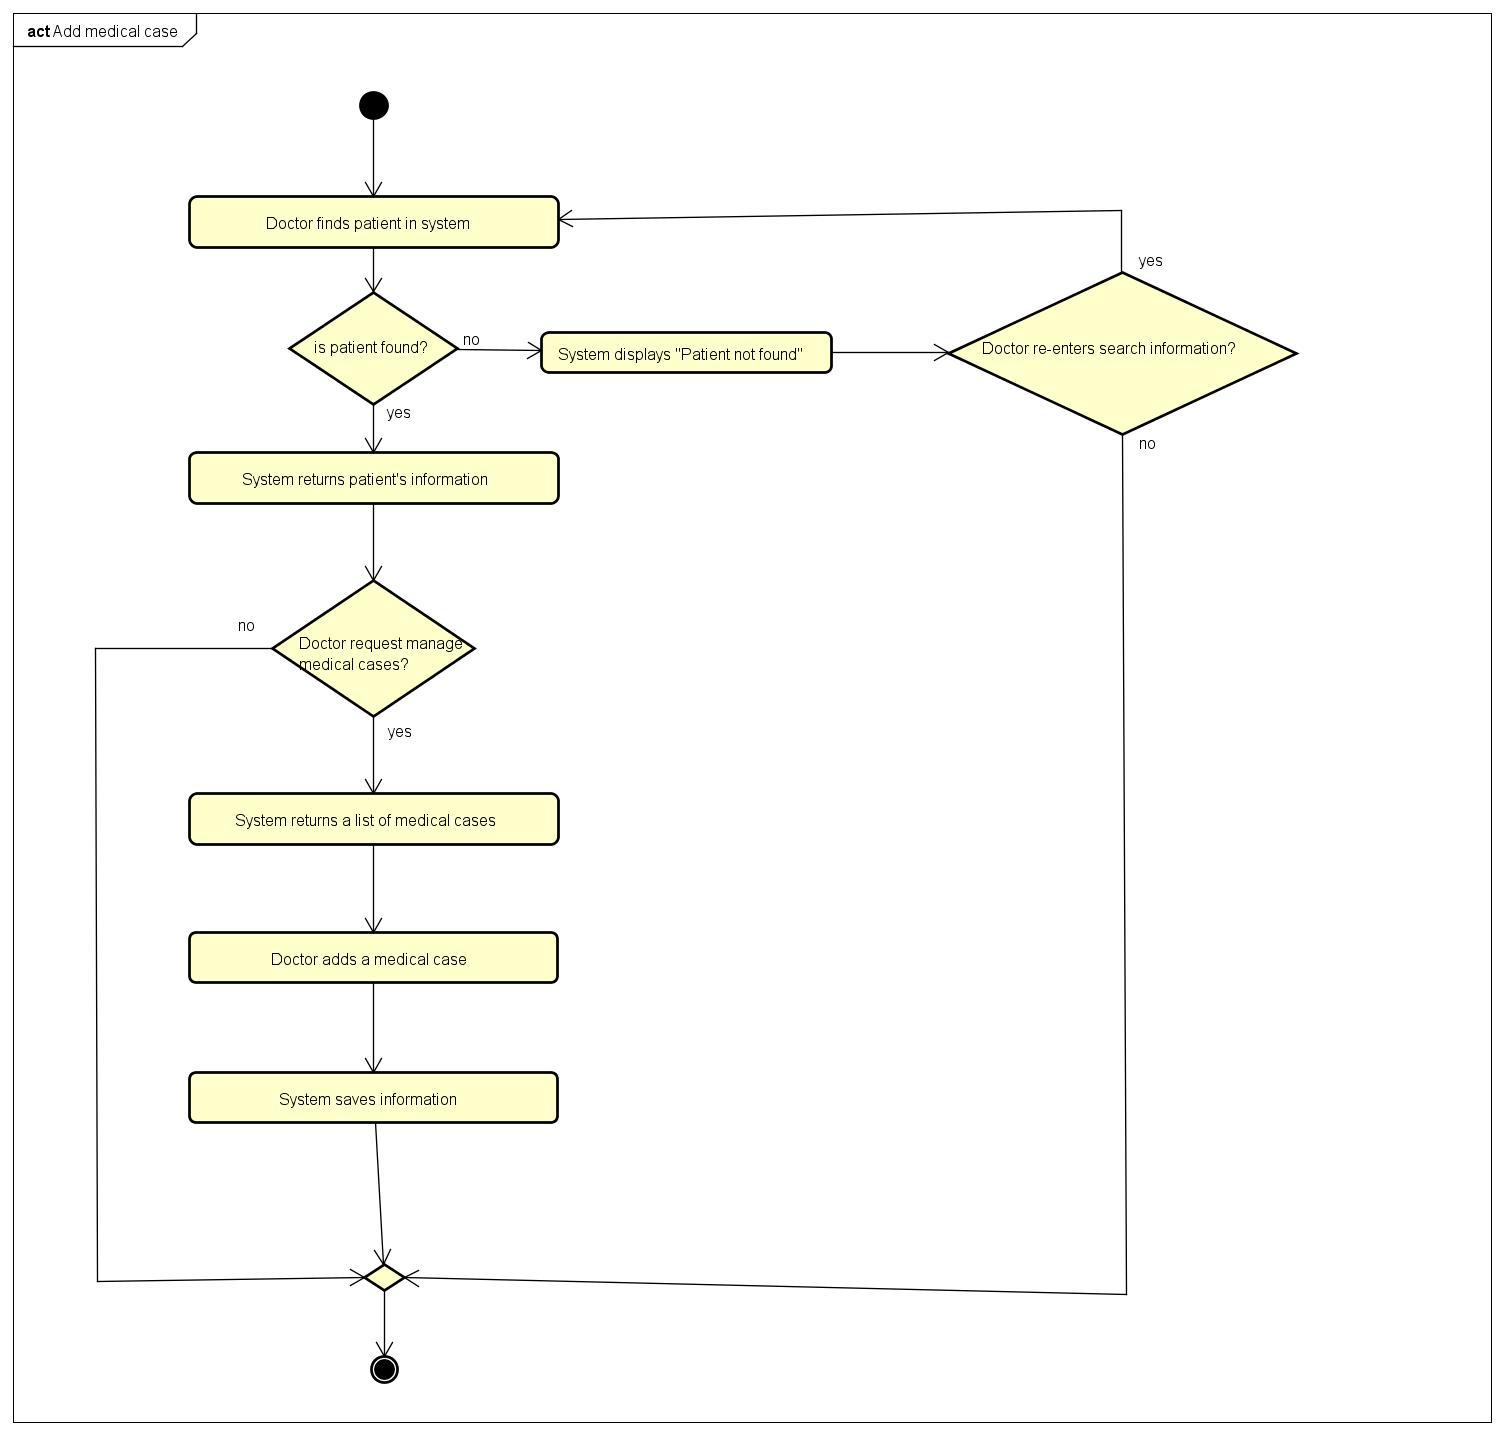 act Add medical case
Doctor finds patient in system
yes
is patient found?
no
System displays "Patient not found"
Doctor re-enters search information?
yes
no
System returns patient's information
no
Doctor request manage
medical cases?
yes
System returns a list of medical cases
Doctor adds a medical case
System saves information